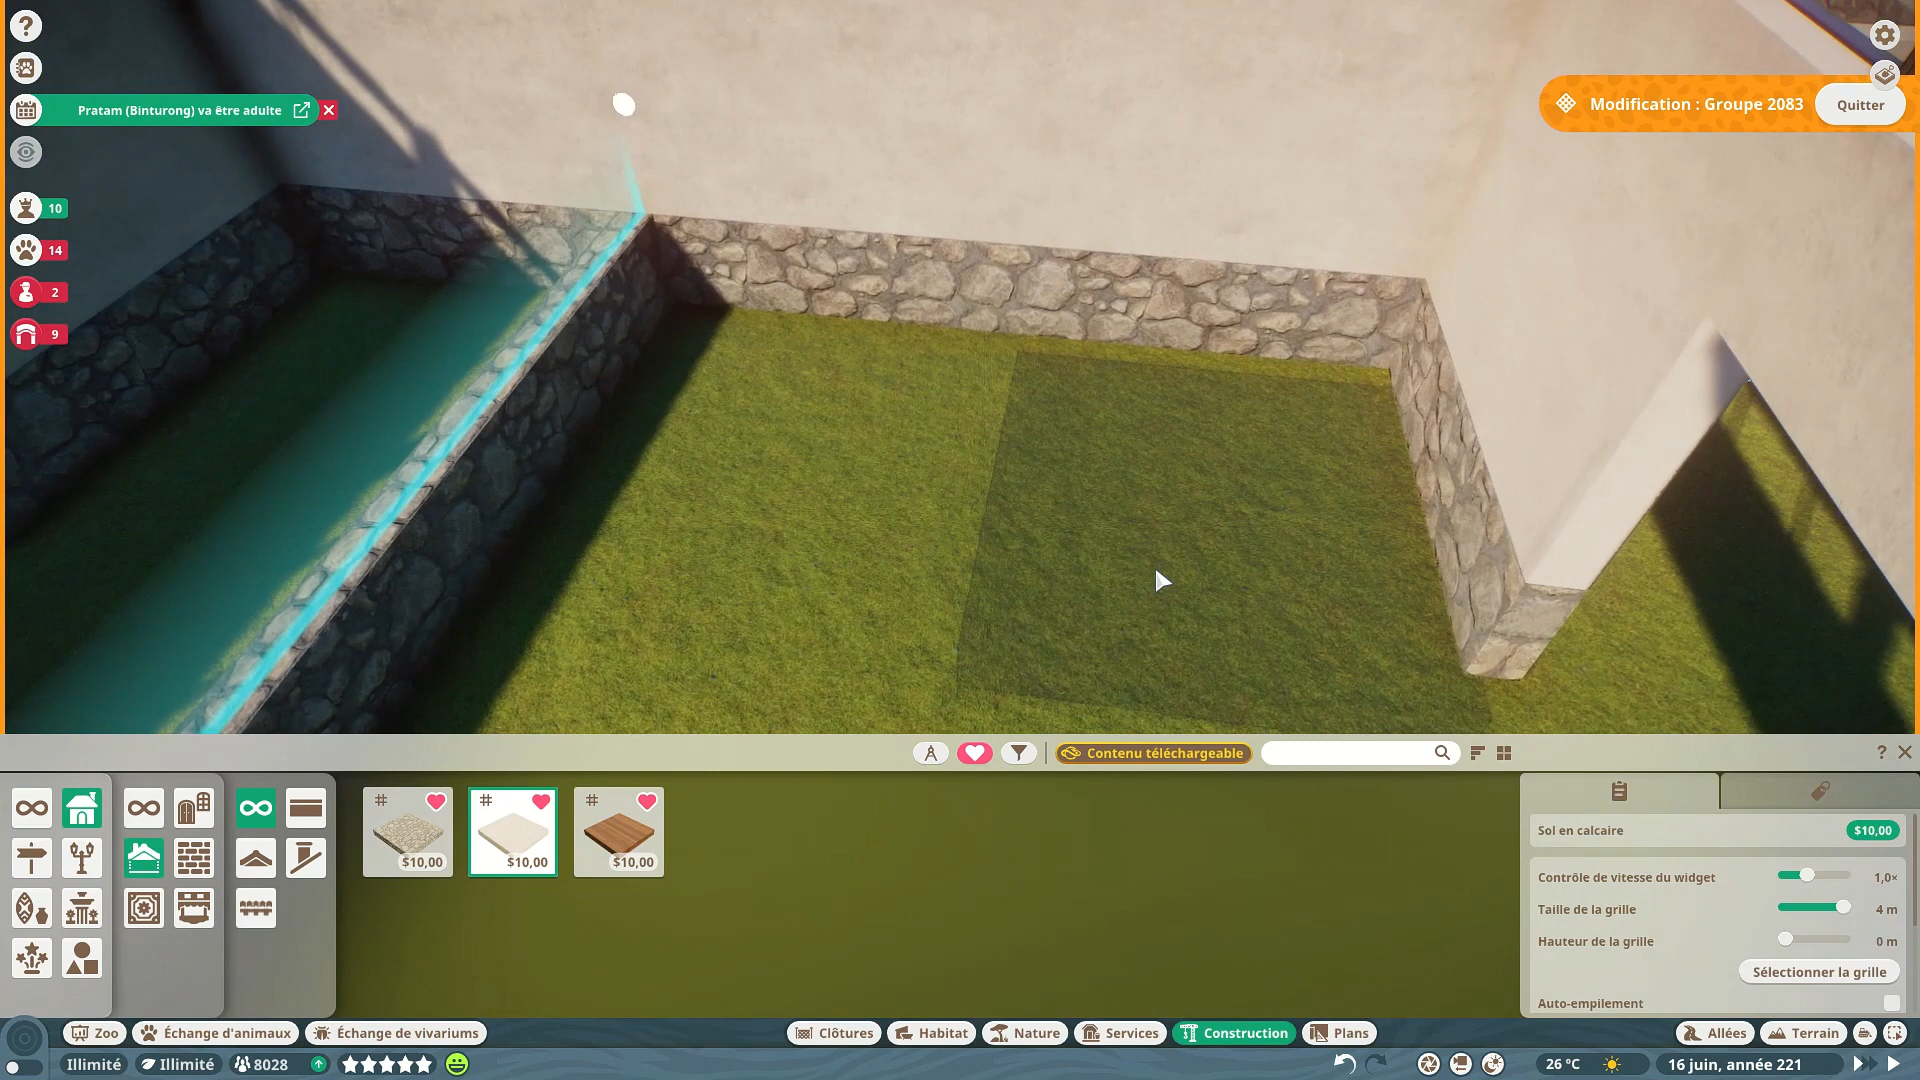 Pratam (Binturong) va être adulte
Modification : Groupe 2083
Quitter
10
14
2
9
Contenu téléchargeable
$10,00
$10,00
$10,00
Sol en calcaire
$10,00
Contrôle de vitesse du widget
1,0×
Taille de la grille
4 m
Hauteur de la grille
0 m
Sélectionner la grille
Auto-empilement
Zoo
Échange d'animaux
Échange de vivariums
Clôtures
Habitat
Nature
Services
Construction
Plans
Allées
Terrain
Illimité
Illimité
8028
26 °C
16 juin, année 221